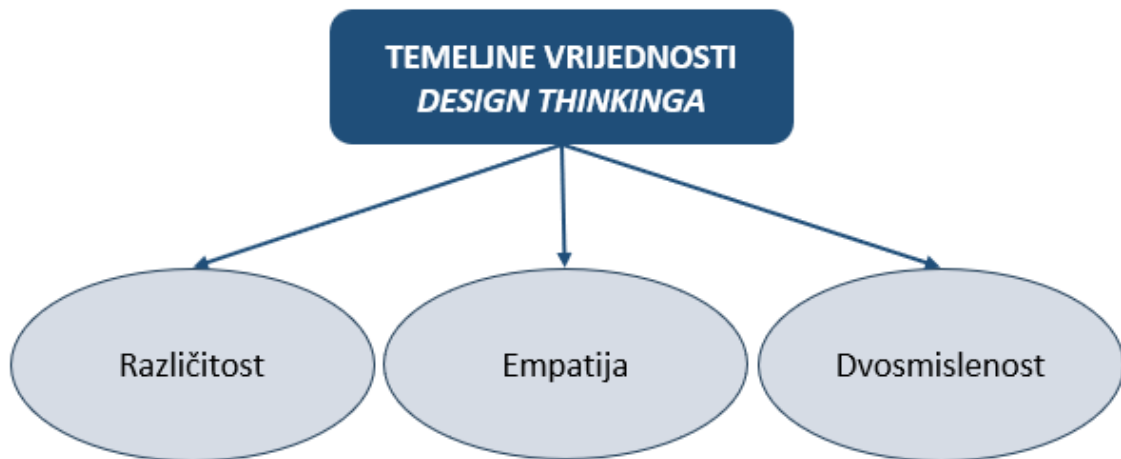 TEMELJNE VRIJEDNOSTI
DESIGN THINKINGA
Različitost
Empatija
Dvosmislenost